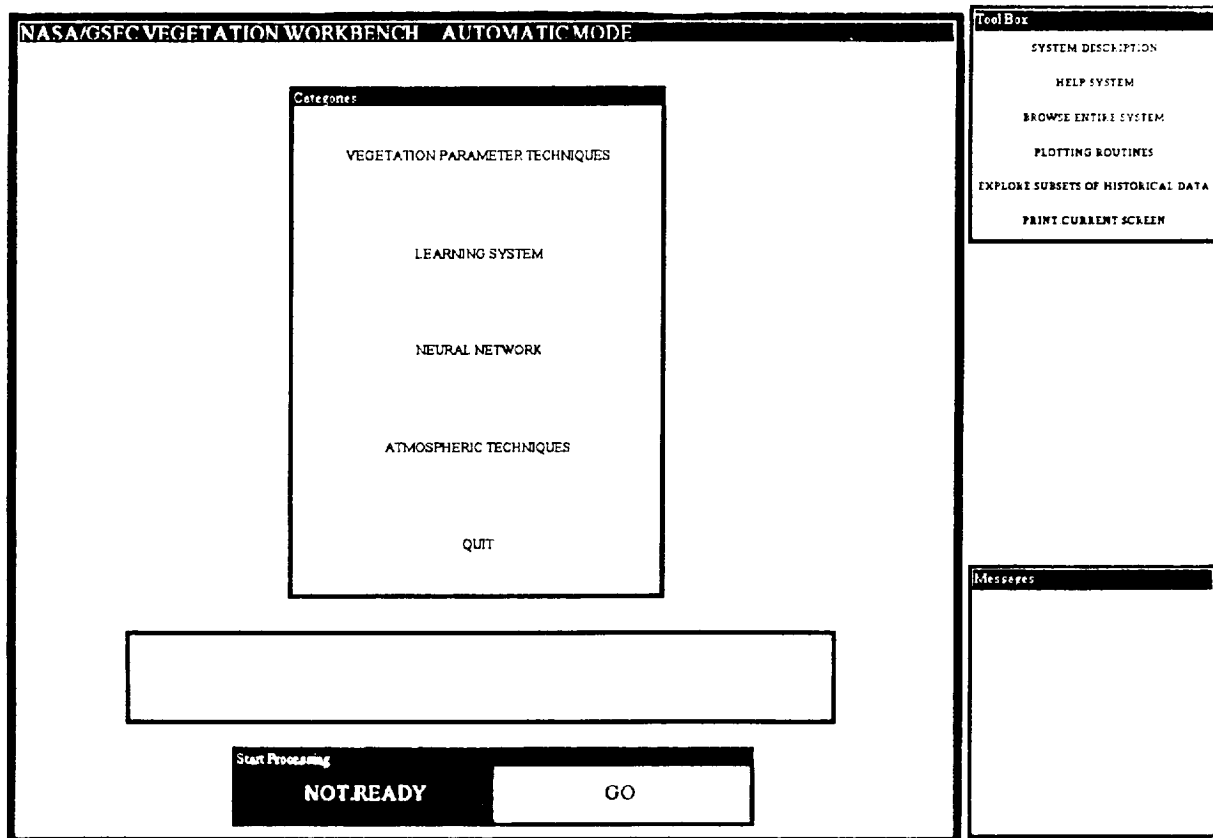 NASA/GSFC VEGETATION WORKBENCH AUTOMATIC MODE
Categories
VEGETATION PARAMETER TECHNIQUES
LEARNING SYSTEM
NEURAL NETWORK
ATMOSPHERIC TECHNIQUES
QUIT
Start Processing
NOT.READY GO
Tool Box
SYSTEM DESCRIPTION
HELP SYSTEM
BROWSE ENTIRE SYSTEM
PLOTTING ROUTINES
EXPLORE SUBSETS OF HISTORICAL DATA
PRINT CURRENT SCREEN
Messages